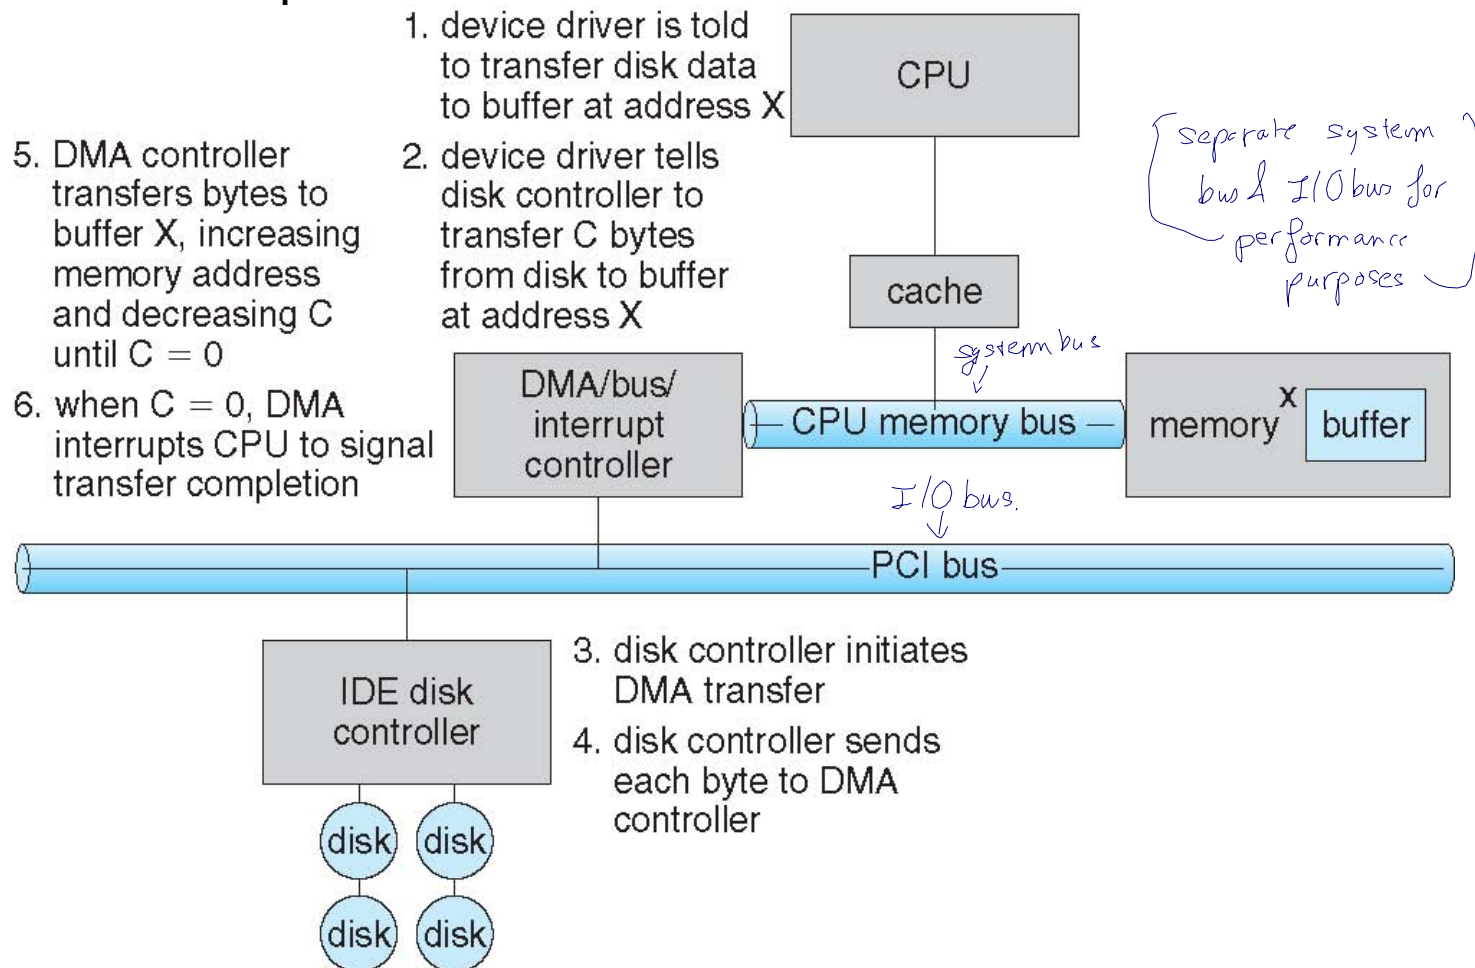 1. device driver is told
to transfer disk data
to buffer at address X
CPU
separate system
bus & I/O bus for
performance
purposes
5. DMA controller
transfers bytes to
buffer X, increasing
memory address
and decreasing C
until C = 0
2. device driver tells
disk controller to
transfer C bytes
from disk to buffer
at address X
cache
system bus
6. when C = 0, DMA
interrupts CPU to signal
transfer completion
DMA/bus/
interrupt
controller
CPU memory bus
memory
X
buffer
I/O bus.
PCI bus
IDE disk
controller
3. disk controller initiates
DMA transfer
4. disk controller sends
each byte to DMA
controller
disk
disk
disk
disk